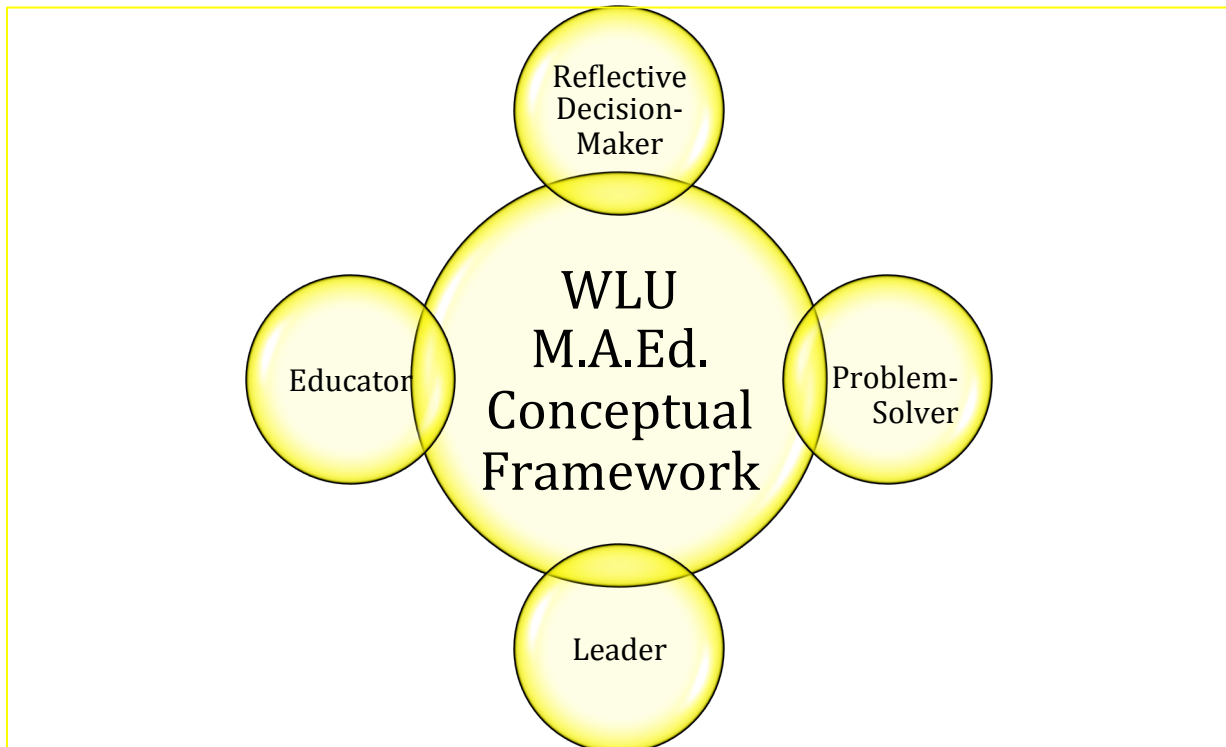 Reflective
Decision-
Maker
WLU
M.A.Ed.
Conceptual
Framework
Educator
Problem-
Solver
Leader